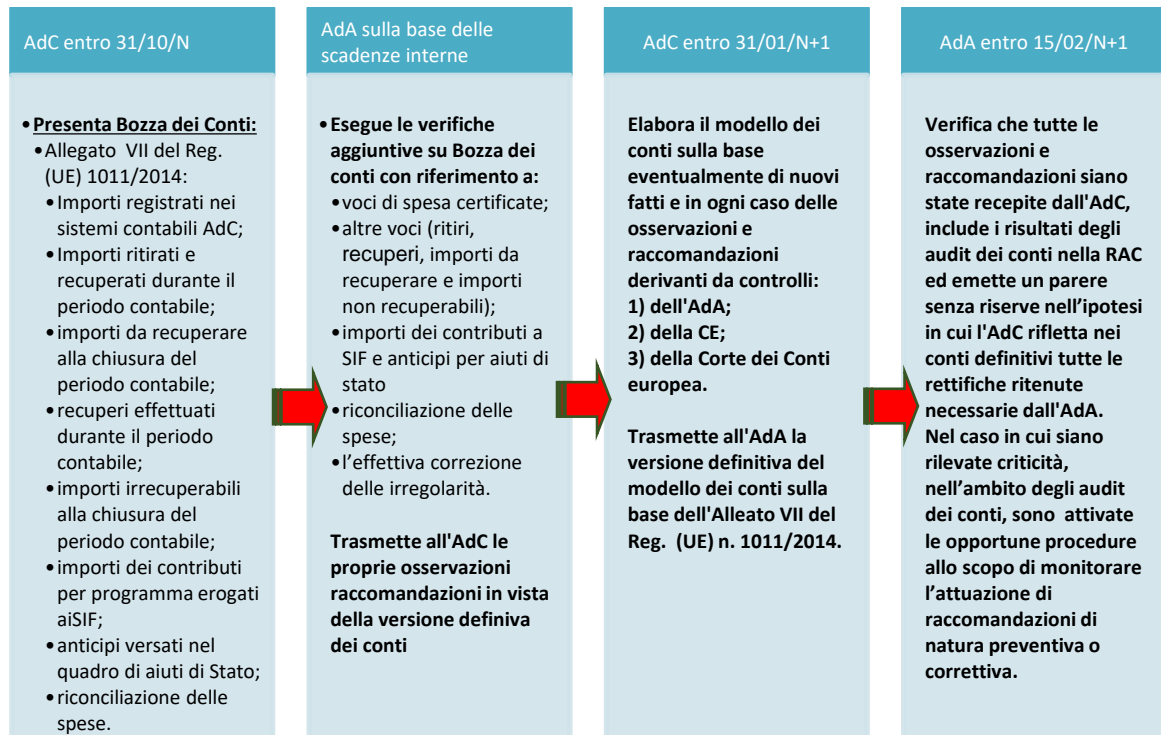 AdC entro 31/10/N
• Presenta Bozza dei Conti:
• Allegato VII del Reg.
(UE) 1011/2014:
• Importi registrati nei
sistemi contabili AdC;
• Importi ritirati e
recuperati durante il
periodo contabile;
• importi da recuperare
alla chiusura del
periodo contabile;
• recuperi effettuati
durante il periodo
contabile;
• importi irrecuperabili
alla chiusura del
periodo contabile;
• importi dei contributi
per programma erogati
aiSIF;
• anticipi versati nel
quadro di aiuti di Stato;
• riconciliazione delle
spese.
AdA sulla base delle
scadenze interne
• Esegue le verifiche
aggiuntive su Bozza dei
conti con riferimento a:
• voci di spesa certificate;
• altre voci (ritiri,
recuperi, importi da
recuperare e importi
non recuperabili);
• importi dei contributi a
SIF e anticipi per aiuti di
stato
• riconciliazione delle
spese;
• l’effettiva correzione
delle irregolarità.
Trasmette all'AdC le
proprie osservazioni
raccomandazioni in vista
della versione definiva
dei conti
AdC entro 31/01/N+1
Elabora il modello dei
conti sulla base
eventualmente di nuovi
fatti e in ogni caso delle
osservazioni e
raccomandazioni
derivanti da controlli:
1) dell'AdA;
2) della CE;
3) della Corte dei Conti
europea.
Trasmette all'AdA la
versione definitiva del
modello dei conti sulla
base dell'Alleato VII del
Reg. (UE) n. 1011/2014.
AdA entro 15/02/N+1
Verifica che tutte le
osservazioni e
raccomandazioni siano
state recepite dall'AdC,
include i risultati degli
audit dei conti nella RAC
ed emette un parere
senza riserve nell’ipotesi
in cui l'AdC rifletta nei
conti definitivi tutte le
rettifiche ritenute
necessarie dall'AdA.
Nel caso in cui siano
rilevate criticità,
nell’ambito degli audit
dei conti, sono attivate
le opportune procedure
allo scopo di monitorare
l’attuazione di
raccomandazioni di
natura preventiva o
correttiva.